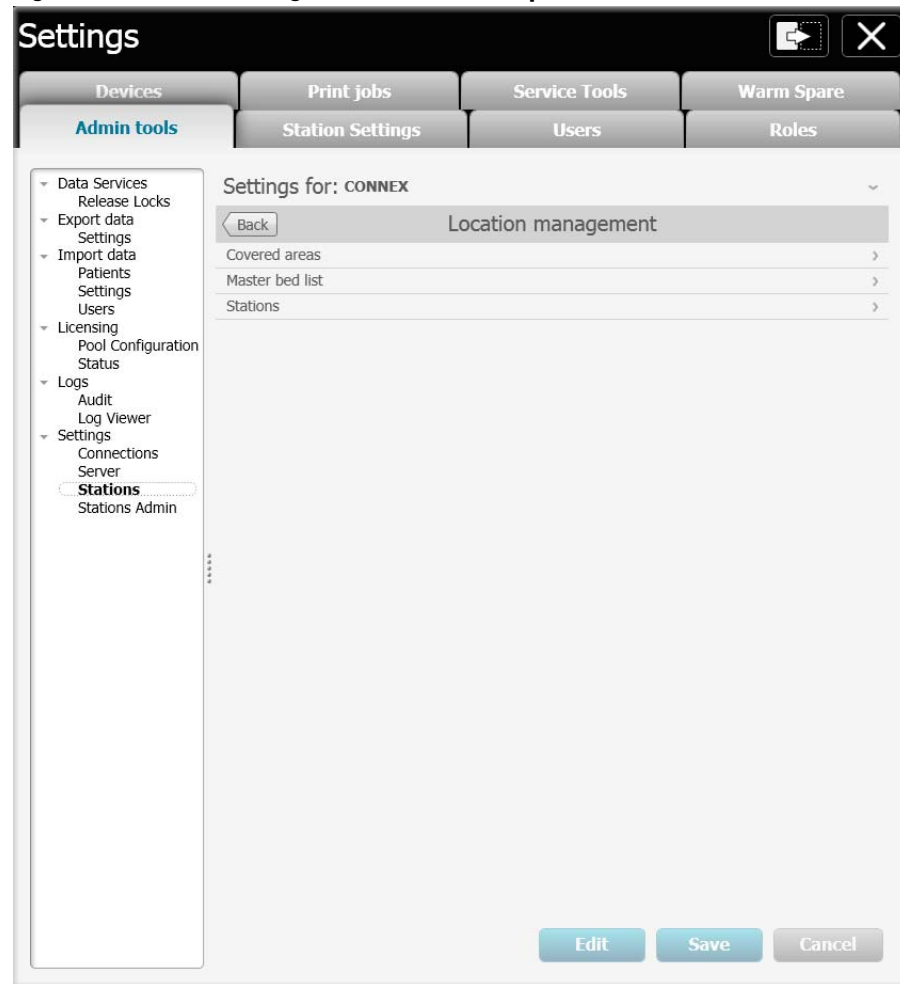 Settings
Devices Print jobs Service Tools Warm Spare
Admin tools Station Settings Users Roles
Data Services
Release Locks
Export data
Settings
Import data
Patients
Settings
Users
Licensing
Pool Configuration
Status
Logs
Audit
Log Viewer
Settings
Connections
Server
Stations
Stations Admin
Settings for: CONNEX
Back Location management
Covered areas
Master bed list
Stations
Edit Save Cancel